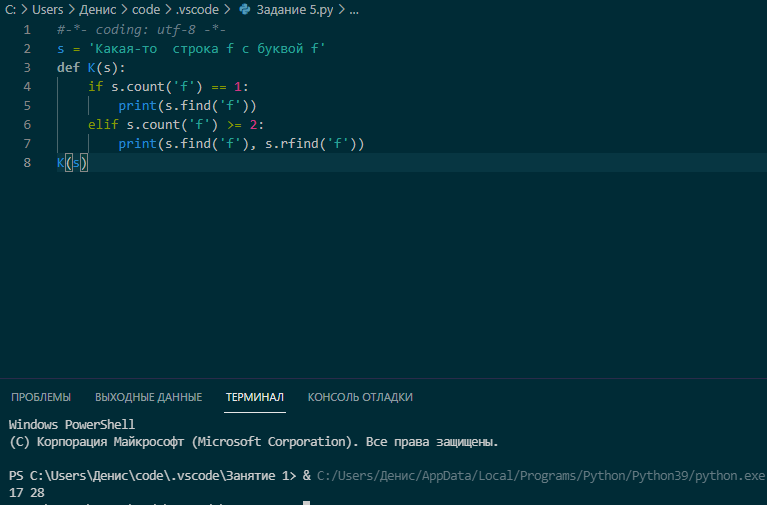 C: > Users > Денис > code > .vscode > Задание 5.py > ...
1 #-*- coding: utf-8 -*-
2 s = 'Какая-то  строка f с буквой f'
3 def K(s):
4     if s.count('f') == 1:
5         print(s.find('f'))
6     elif s.count('f') >= 2:
7         print(s.find('f'), s.rfind('f'))
8 K(s)
ПРОБЛЕМЫ ВЫХОДНЫЕ ДАННЫЕ ТЕРМИНАЛ КОНСОЛЬ ОТЛАДКИ
Windows PowerShell
(C) Корпорация Майкрософт (Microsoft Corporation). Все права защищены.
PS C:\Users\Денис\code\.vscode\Занятие 1> & C:/Users/Денис/AppData/Local/Programs/Python/Python39/python.exe
17 28